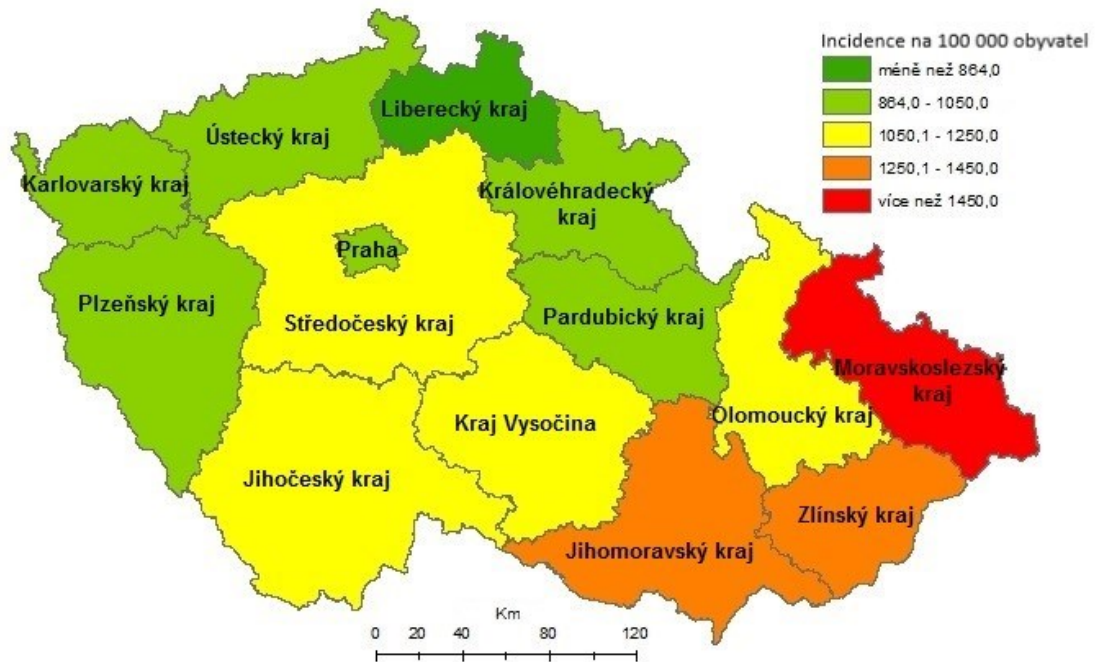 Incidence na 100 000 obyvatel
méně než 864,0
864,0 - 1050,0
1050,1 - 1250,0
1250,1 - 1450,0
více než 1450,0
Liberecký kraj
Ústecký kraj
Karlovarský kraj
Královéhradecký
kraj
Praha
Plzeňský kraj
Středočeský kraj
Pardubický kraj
Moravskoslezský
kraj
Olomoucký kraj
Kraj Vysočina
Jihočeský kraj
Zlínský kraj
Jihomoravský kraj
Km
0 20 40 80 120